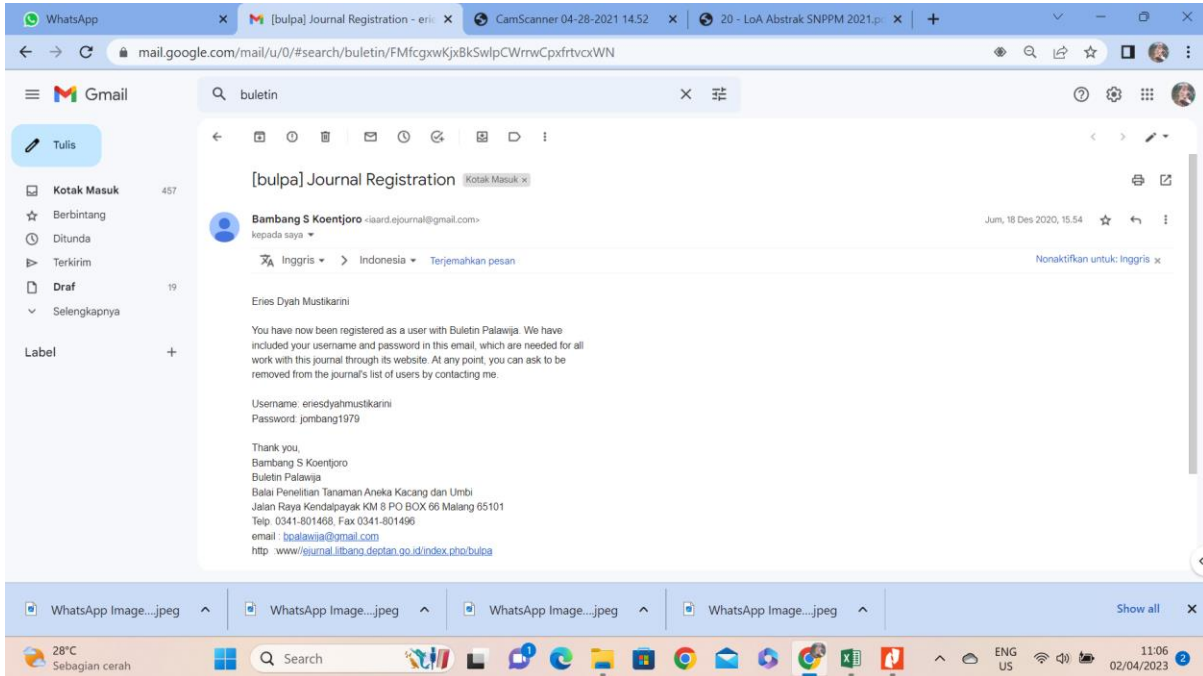 WhatsApp
[bulpa] Journal Registration - erie
CamScanner 04-28-2021 14.52
20 - LoA Abstrak SNPPM 2021.p
mail.google.com/mail/u/0/#search/buletin/FMfcgxwKjxBkSwlpCWrrwCpxfrtvcxWN
Gmail
buletin
Tulis
Kotak Masuk 457
Berbintang
Ditunda
Terkirim
Draf 19
Selengkapnya
Label
[bulpa] Journal Registration Kotak Masuk x
Bambang S Koentjoro <iaard.ejournal@gmail.com>
Jum, 18 Des 2020, 15.54
kepada saya
Inggris > Indonesia Terjemahkan pesan
Nonaktifkan untuk: Inggris x
Eries Dyah Mustikarini
You have now been registered as a user with Buletin Palawija. We have
included your username and password in this email, which are needed for all
work with this journal through its website. At any point, you can ask to be
removed from the journal's list of users by contacting me.
Username: eriesdyahmustikarini
Password: jombang1979
Thank you,
Bambang S Koentjoro
Buletin Palawija
Balai Penelitian Tanaman Aneka Kacang dan Umbi
Jalan Raya Kendalpayak KM 8 PO BOX 66 Malang 65101
Telp. 0341-801468, Fax 0341-801496
email : bpalawija@gmail.com
http :www//ejurnal.litbang.deptan.go.id/index.php/bulpa
WhatsApp Image....jpeg
WhatsApp Image....jpeg
WhatsApp Image....jpeg
WhatsApp Image....jpeg
Show all
28°C
Sebagian cerah
Search
ENG
US
11:06
02/04/2023
2